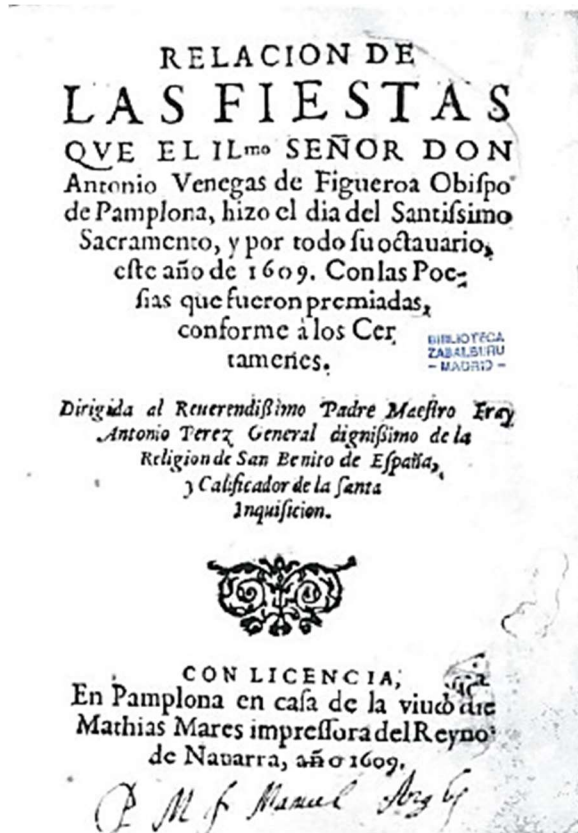 RELACION DE
LAS FIESTAS
QVE EL ILmo SEÑOR DON
Antonio Venegas de Figueroa Obiſpo
de Pamplona, hizo el dia del Santiſsimo
Sacramento, y por todo ſu octauario,
eſte año de 1609. Con las Poe-
ſias que fueron premiadas,
conforme à los Cer
tamenes.
BIBLIOTECA
ZABALBURU
– MADRID –
Dirigida al Reuerendiſsimo Padre Maeſtro Fray
Antonio Perez General digniſsimo de la
Religion de San Benito de Eſpaña,
y Calificador de la ſanta
Inquiſicion.
CON LICENCIA,
En Pamplona en caſa de la viuda de
Mathias Mares impreſſora del Reyno
de Nauarra, año 1609.
P. M. f Manuel